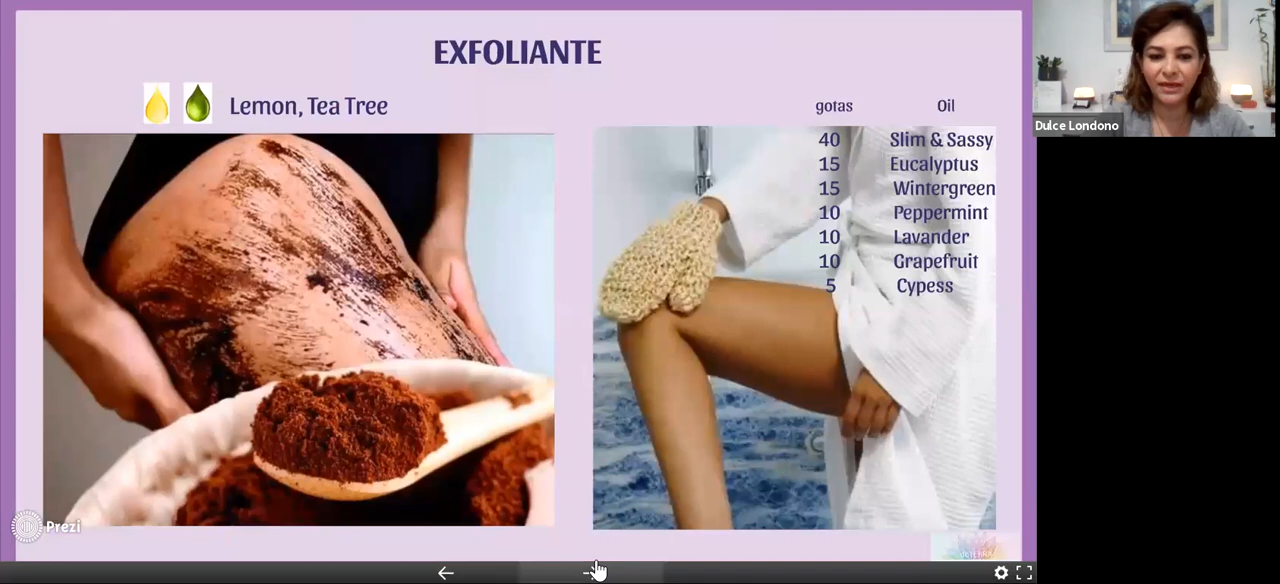 EXFOLIANTE
Lemon, Tea Tree
gotas Oil
40 Slim & Sassy
15 Eucalyptus
15 Wintergreen
10 Peppermint
10 Lavander
10 Grapefruit
5 Cypess
Prezi
Dulce Londono